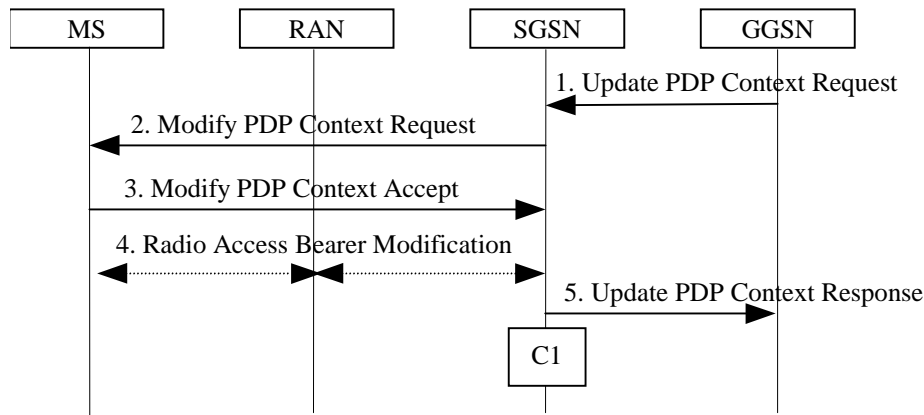 MS RAN SGSN GGSN
1. Update PDP Context Request
2. Modify PDP Context Request
3. Modify PDP Context Accept
4. Radio Access Bearer Modification
5. Update PDP Context Response
C1